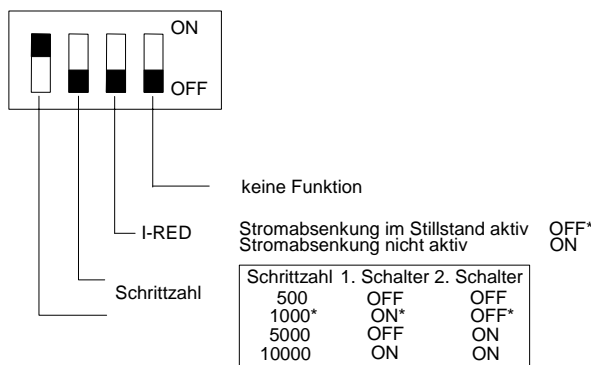 ON
OFF
keine Funktion
I-RED
Stromabsenkung im Stillstand aktiv OFF*
Stromabsenkung nicht aktiv ON
Schrittzahl
Schrittzahl 1. Schalter 2. Schalter
500 OFF OFF
1000* ON* OFF*
5000 OFF ON
10000 ON ON